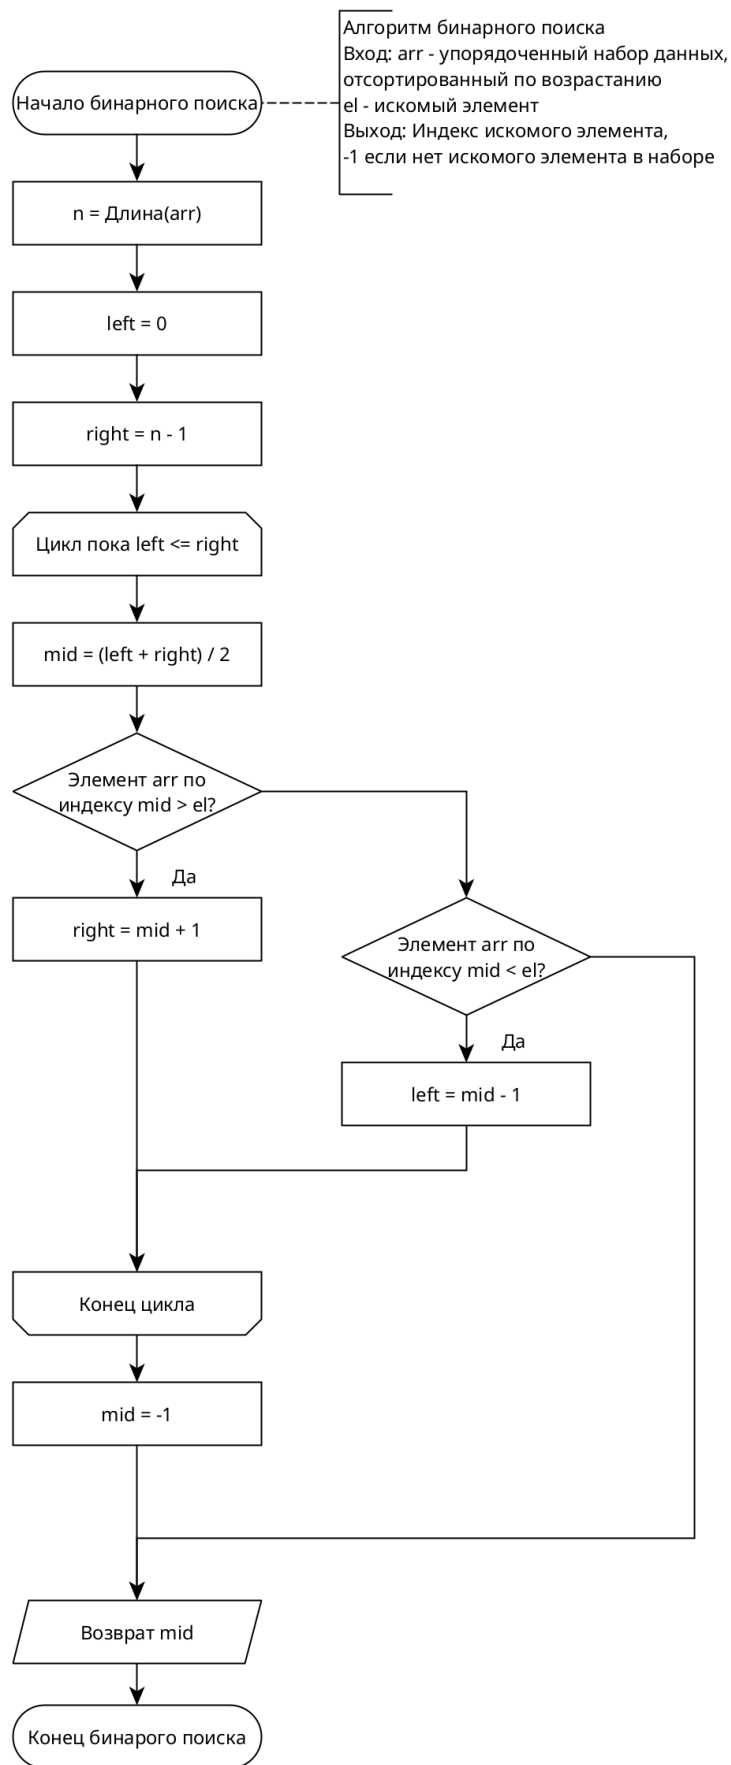 Алгоритм бинарного поиска
Вход: arr - упорядоченный набор данных,
отсортированный по возрастанию
el - искомый элемент
Выход: Индекс искомого элемента,
-1 если нет искомого элемента в наборе
Начало бинарного поиска
n = Длина(arr)
left = 0
right = n - 1
Цикл пока left <= right
mid = (left + right) / 2
Элемент arr по
индексу mid > el?
Да
right = mid + 1
Элемент arr по
индексу mid < el?
Да
left = mid - 1
Конец цикла
mid = -1
Возврат mid
Конец бинарого поиска